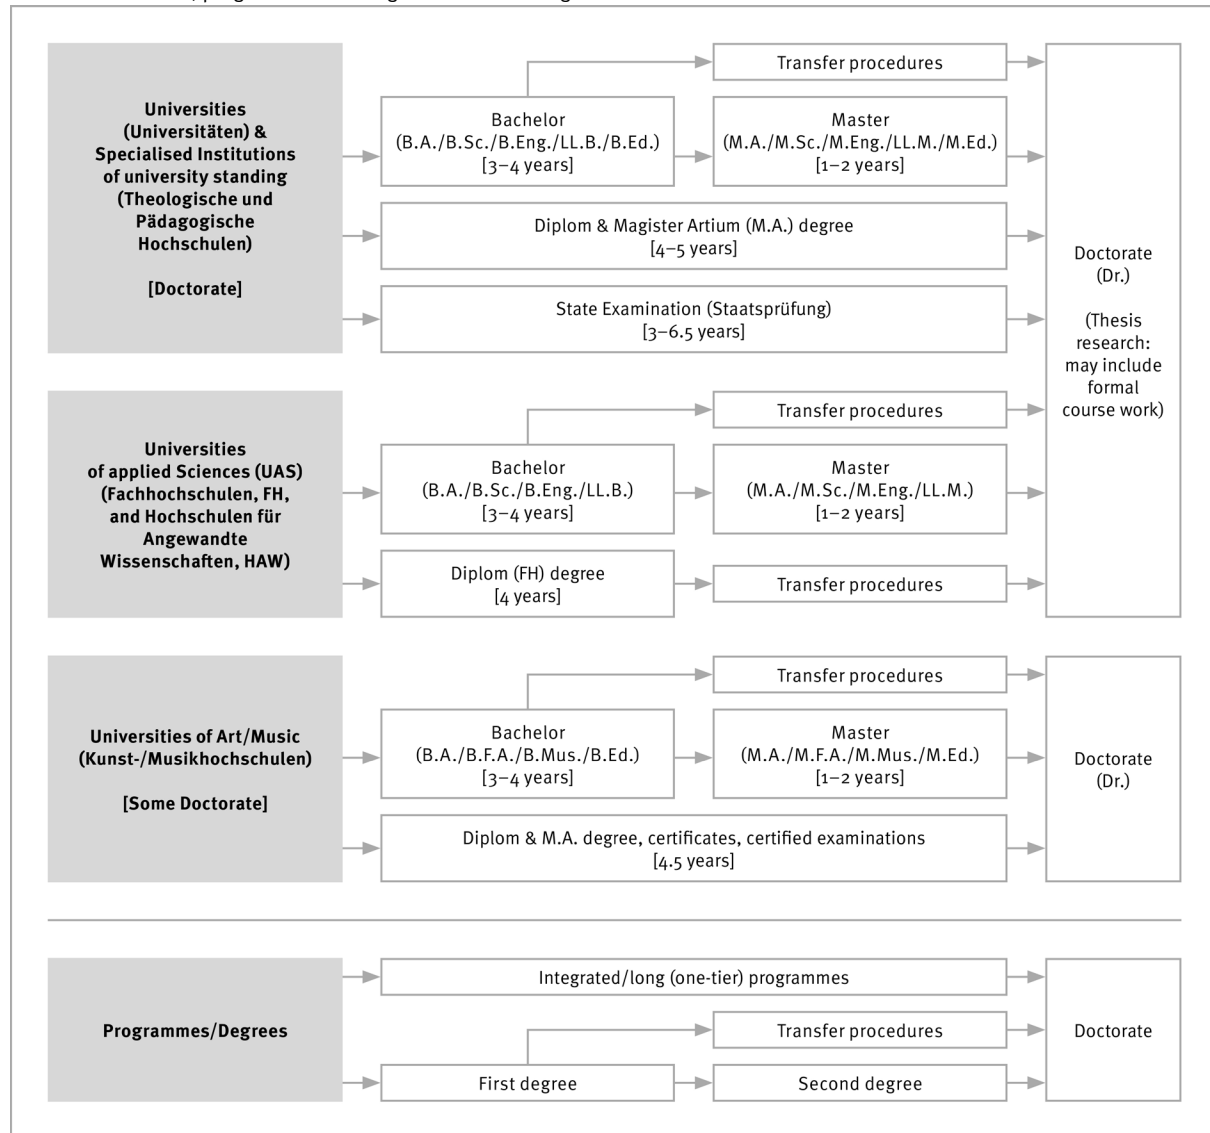 Universities
(Universitäten) &
Specialised Institutions
of university standing
(Theologische und
Pädagogische
Hochschulen)
[Doctorate]
Transfer procedures
Bachelor
(B.A./B.Sc./B.Eng./LL.B./B.Ed.)
[3–4 years]
Master
(M.A./M.Sc./M.Eng./LL.M./M.Ed.)
[1–2 years]
Diplom & Magister Artium (M.A.) degree
[4–5 years]
State Examination (Staatsprüfung)
[3–6.5 years]
Doctorate
(Dr.)
(Thesis
research:
may include
formal
course work)
Universities
of applied Sciences (UAS)
(Fachhochschulen, FH,
and Hochschulen für
Angewandte
Wissenschaften, HAW)
Transfer procedures
Bachelor
(B.A./B.Sc./B.Eng./LL.B.)
[3–4 years]
Master
(M.A./M.Sc./M.Eng./LL.M.)
[1–2 years]
Diplom (FH) degree
[4 years]
Transfer procedures
Universities of Art/Music
(Kunst-/Musikhochschulen)
[Some Doctorate]
Transfer procedures
Bachelor
(B.A./B.F.A./B.Mus./B.Ed.)
[3–4 years]
Master
(M.A./M.F.A./M.Mus./M.Ed.)
[1–2 years]
Diplom & M.A. degree, certificates, certified examinations
[4.5 years]
Doctorate
(Dr.)
Programmes/Degrees
Integrated/long (one-tier) programmes
Transfer procedures
First degree
Second degree
Doctorate